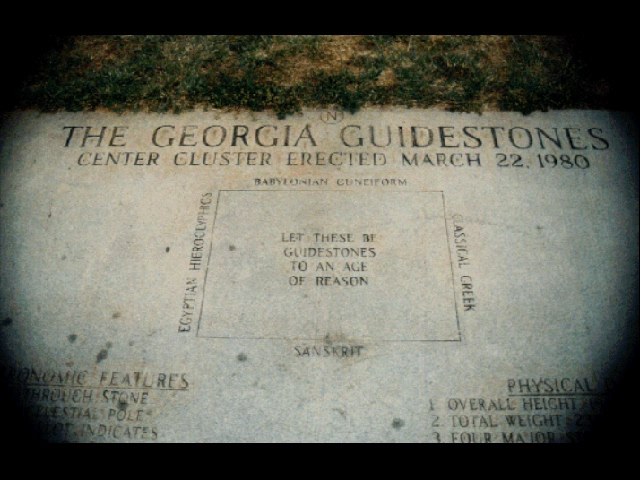 N
THE GEORGIA GUIDESTONES
CENTER CLUSTER ERECTED MARCH 22, 1980
BABYLONIAN CUNEIFORM
EGYPTIAN HIEROGLYPHICS
LET THESE BE
GUIDESTONES
TO AN AGE
OF REASON
CLASSICAL GREEK
SANSKRIT
FEATURES
THROUGH STONE
POLE
INDICATES
PHYSICAL
1. OVERALL HEIGHT
2. TOTAL WEIGHT
3. FOUR MAJOR